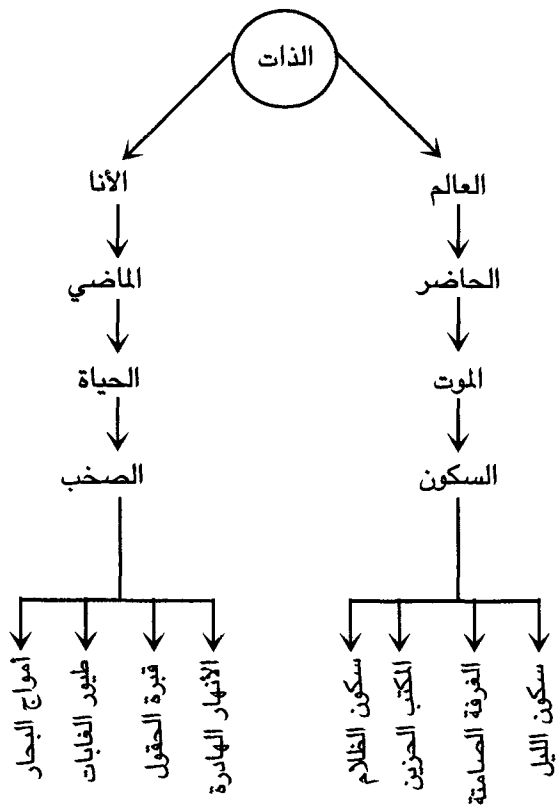 الذات
العالم
الأنا
الحاضر
الماضي
الموت
الحياة
السكون
الصخب
سكون الليل
الغرفة الصامتة
المكتب الحزين
سكون الظلام
الأنهار الهادرة
قبرة الحقول
طيور الغابات
أمواج البحار